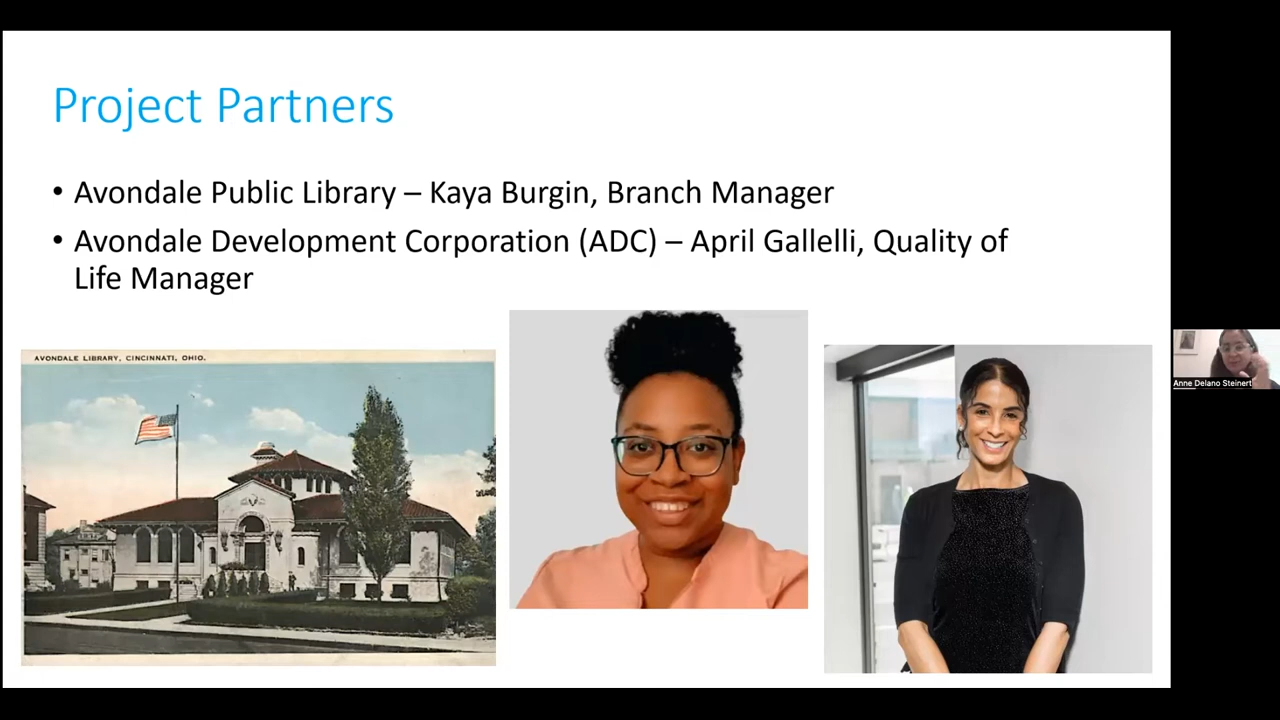 Project Partners
• Avondale Public Library – Kaya Burgin, Branch Manager
• Avondale Development Corporation (ADC) – April Gallelli, Quality of
Life Manager
AVONDALE LIBRARY, CINCINNATI, OHIO.
Anne Delano Steinert